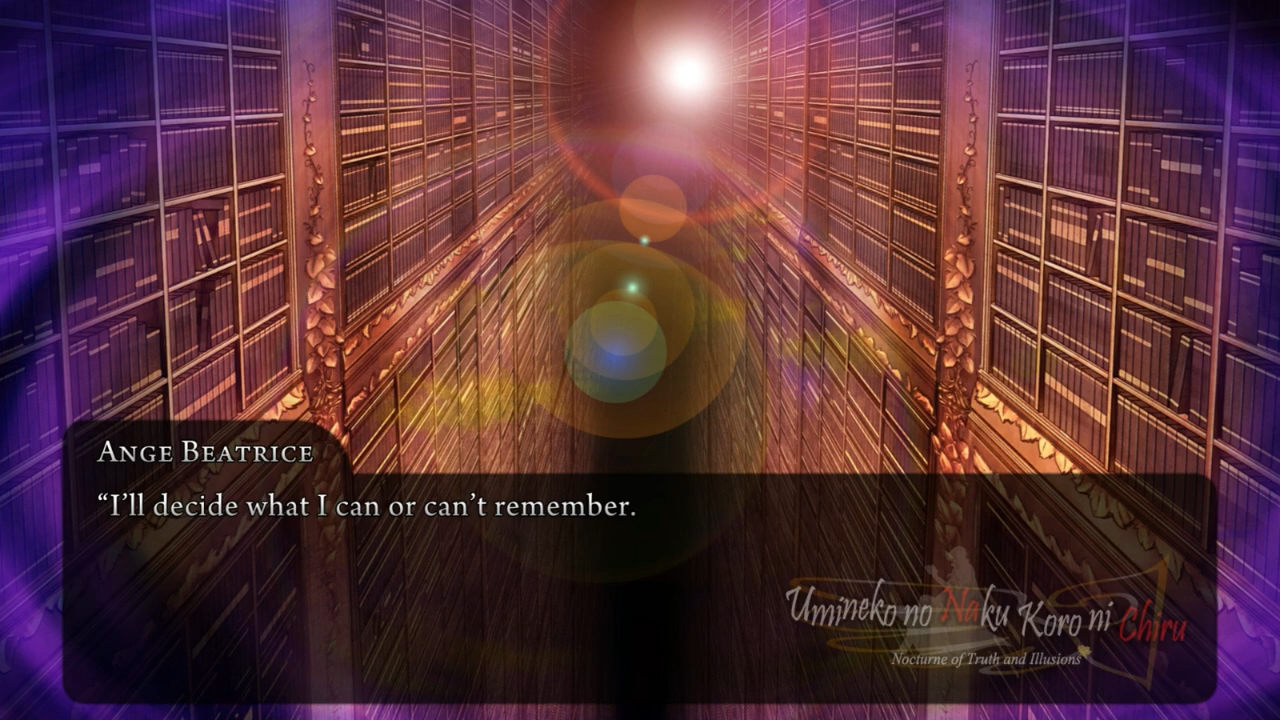 Ange Beatrice
“I’ll decide what I can or can’t remember.
Umineko no Naku Koro ni Chiru
Nocturne of Truth and Illusions